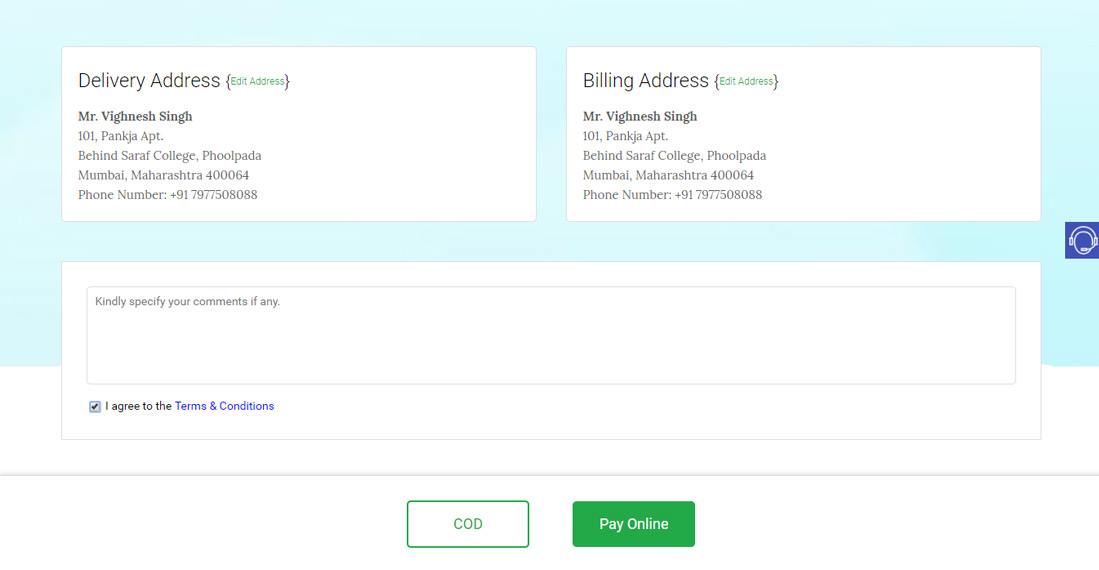 Delivery Address {Edit Address}
Mr. Vighnesh Singh
101, Pankja Apt.
Behind Saraf College, Phoolpada
Mumbai, Maharashtra 400064
Phone Number: +91 7977508088
Billing Address {Edit Address}
Mr. Vighnesh Singh
101, Pankja Apt.
Behind Saraf College, Phoolpada
Mumbai, Maharashtra 400064
Phone Number: +91 7977508088
Kindly specify your comments if any.
I agree to the Terms & Conditions
COD
Pay Online